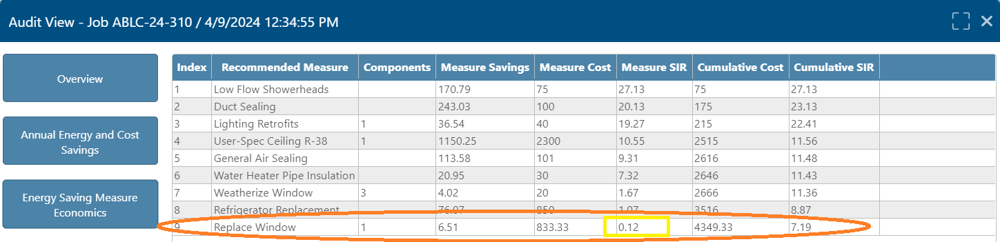 Audit View - Job ABLC-24-310 / 4/9/2024 12:34:55 PM
Overview
Annual Energy and Cost
Savings
Energy Saving Measure
Economics
Index Recommended Measure Components Measure Savings Measure Cost Measure SIR Cumulative Cost Cumulative SIR
1 Low Flow Showerheads 170.79 75 27.13 75 27.13
2 Duct Sealing 243.03 100 20.13 175 23.13
3 Lighting Retrofits 1 36.54 40 19.27 215 22.41
4 User-Spec Ceiling R-38 1 1150.25 2300 10.55 2515 11.56
5 General Air Sealing 113.58 101 9.31 2616 11.48
6 Water Heater Pipe Insulation 20.95 30 7.32 2646 11.43
7 Weatherize Window 3 4.02 20 1.67 2666 11.36
8 Refrigerator Replacement 76.07 850 1.07 3516 8.87
9 Replace Window 1 6.51 833.33 0.12 4349.33 7.19